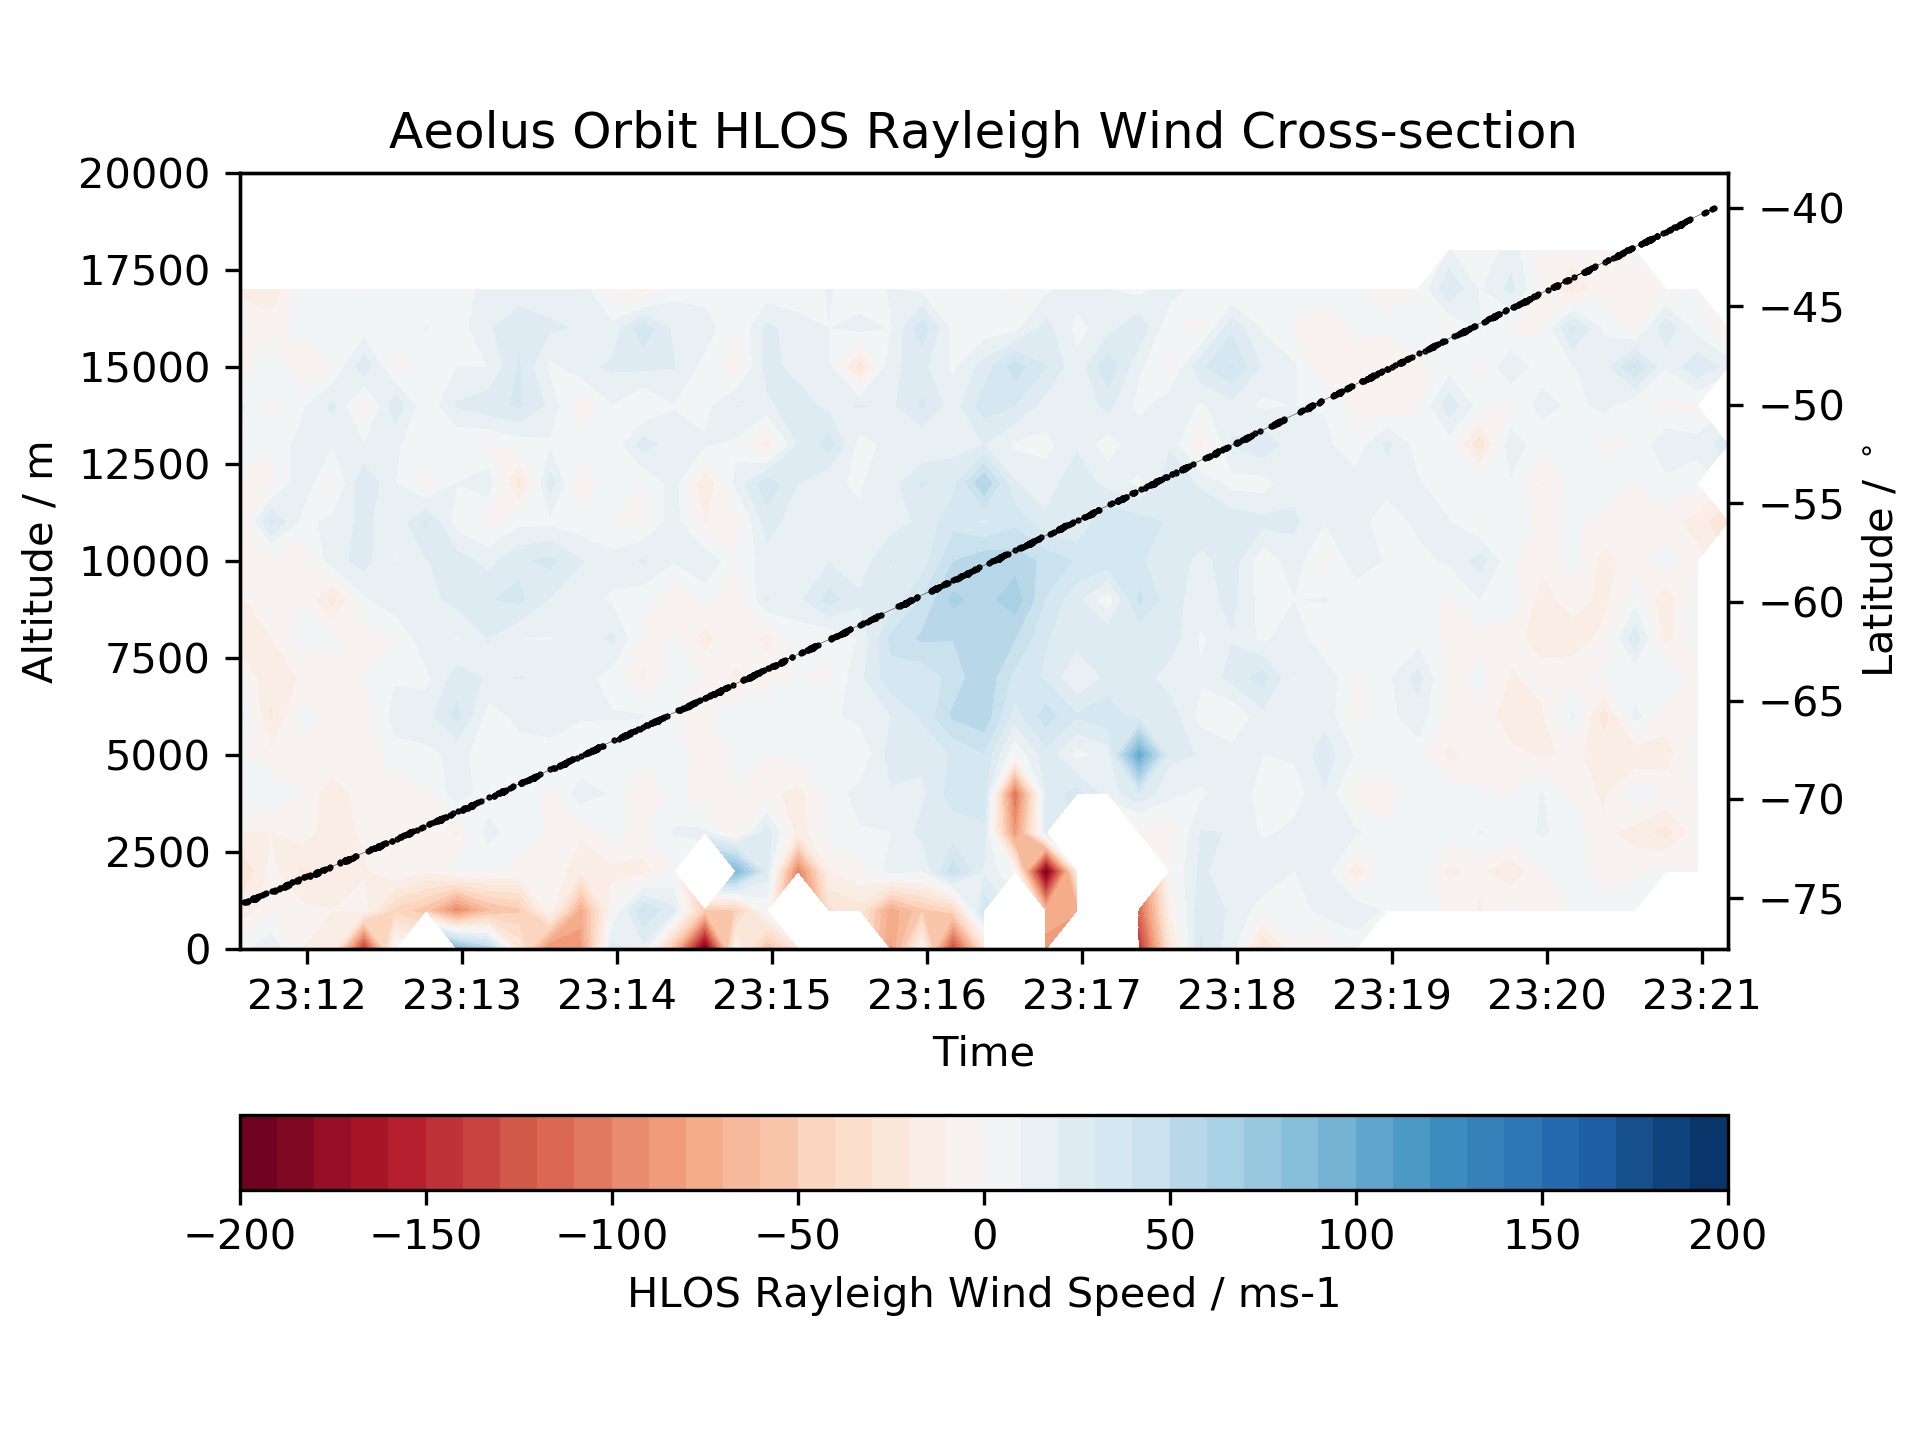 Aeolus Orbit HLOS Rayleigh Wind Cross-section
20000
17500
15000
12500
10000
7500
5000
2500
0
Altitude / m
−40
−45
−50
−55
−60
−65
−70
−75
Latitude / °
23:12 23:13 23:14 23:15 23:16 23:17 23:18 23:19 23:20 23:21
Time
−200 −150 −100 −50 0 50 100 150 200
HLOS Rayleigh Wind Speed / ms-1